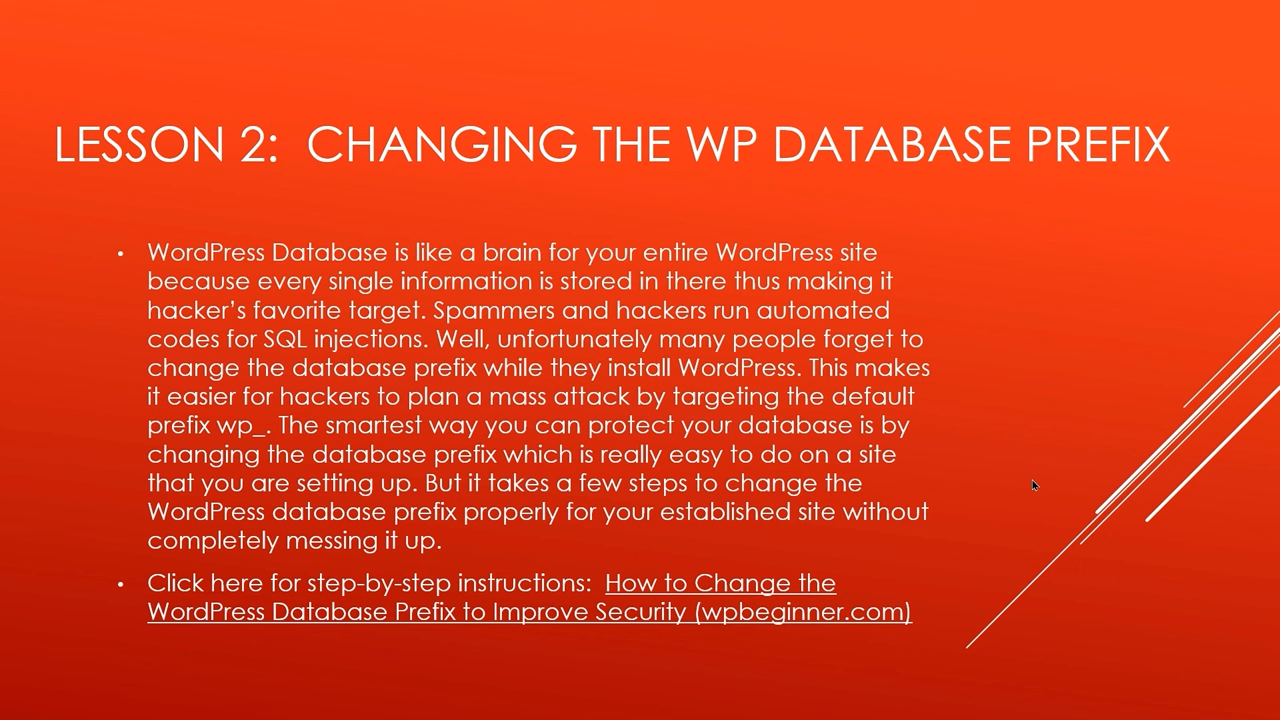 LESSON 2:  CHANGING THE WP DATABASE PREFIX
• WordPress Database is like a brain for your entire WordPress site
because every single information is stored in there thus making it
hacker’s favorite target. Spammers and hackers run automated
codes for SQL injections. Well, unfortunately many people forget to
change the database prefix while they install WordPress. This makes
it easier for hackers to plan a mass attack by targeting the default
prefix wp_. The smartest way you can protect your database is by
changing the database prefix which is really easy to do on a site
that you are setting up. But it takes a few steps to change the
WordPress database prefix properly for your established site without
completely messing it up.
• Click here for step-by-step instructions:  How to Change the
WordPress Database Prefix to Improve Security (wpbeginner.com)